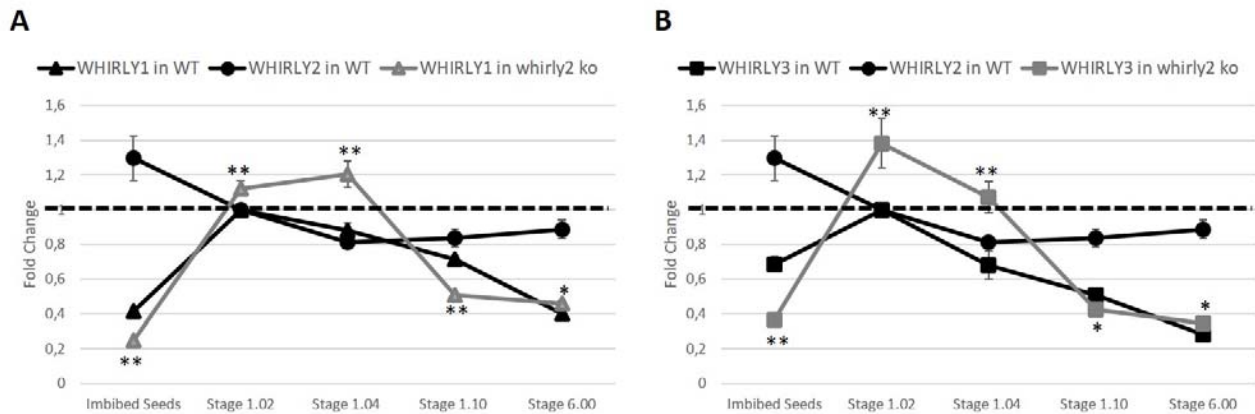 A
WHIRLY1 in WT WHIRLY2 in WT WHIRLY1 in whirly2 ko
1,6
1,4
1,2
1
0,8
0,6
0,4
0,2
0
Fold Change
** ** ** ** *
Imbibed Seeds Stage 1.02 Stage 1.04 Stage 1.10 Stage 6.00
B
WHIRLY3 in WT WHIRLY2 in WT WHIRLY3 in whirly2 ko
1,6
1,4
1,2
1
0,8
0,6
0,4
0,2
0
Fold Change
** ** ** * *
Imbibed Seeds Stage 1.02 Stage 1.04 Stage 1.10 Stage 6.00